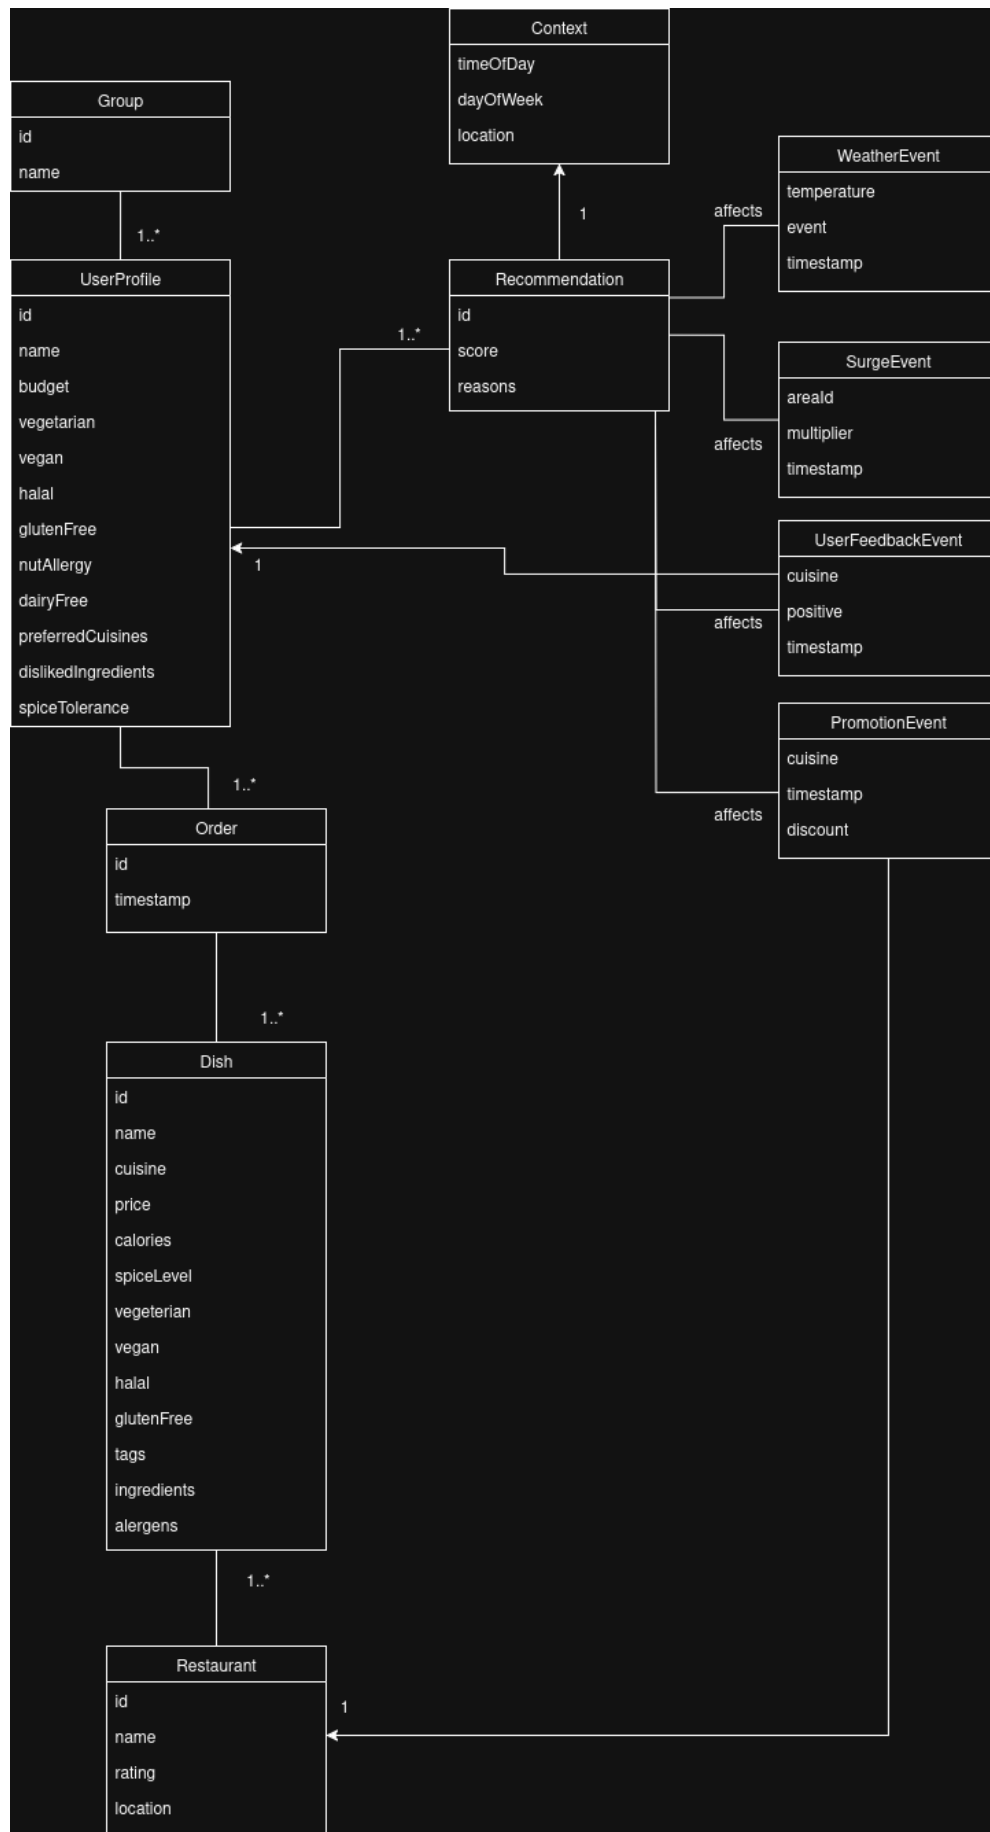 Context
timeOfDay
dayOfWeek
location
Group
id
name
1..*
1
WeatherEvent
temperature
event
timestamp
affects
UserProfile
id
name
budget
vegetarian
vegan
halal
glutenFree
nutAllergy
dairyFree
preferredCuisines
dislikedIngredients
spiceTolerance
1..*
Recommendation
id
score
reasons
SurgeEvent
areaId
multiplier
timestamp
affects
1
UserFeedbackEvent
cuisine
positive
timestamp
affects
PromotionEvent
cuisine
timestamp
discount
affects
1..*
Order
id
timestamp
1..*
Dish
id
name
cuisine
price
calories
spiceLevel
vegeterian
vegan
halal
glutenFree
tags
ingredients
alergens
1..*
Restaurant
id
name
rating
location
1